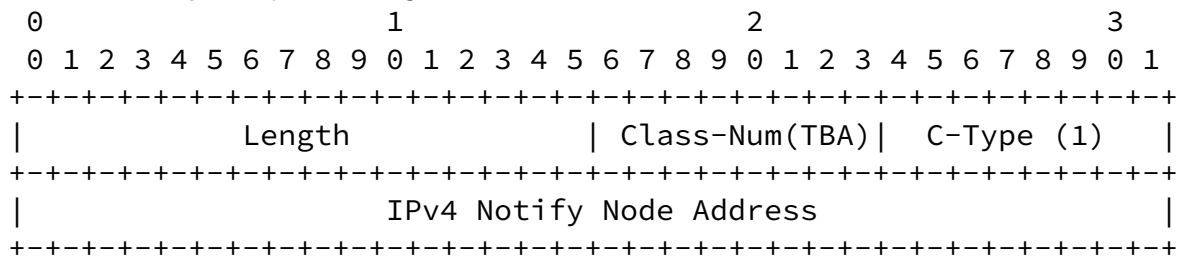 0                   1                   2                   3
 0 1 2 3 4 5 6 7 8 9 0 1 2 3 4 5 6 7 8 9 0 1 2 3 4 5 6 7 8 9 0 1
+-+-+-+-+-+-+-+-+-+-+-+-+-+-+-+-+-+-+-+-+-+-+-+-+-+-+-+-+-+-+-+-+
|            Length             | Class-Num(TBA)|  C-Type (1)   |
+-+-+-+-+-+-+-+-+-+-+-+-+-+-+-+-+-+-+-+-+-+-+-+-+-+-+-+-+-+-+-+-+
|                    IPv4 Notify Node Address                   |
+-+-+-+-+-+-+-+-+-+-+-+-+-+-+-+-+-+-+-+-+-+-+-+-+-+-+-+-+-+-+-+-+